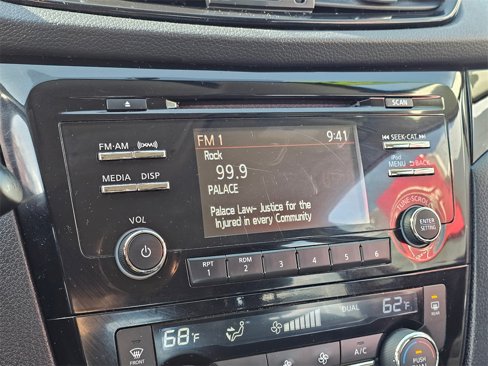 SCAN
FM·AM
(XM)
MEDIA DISP
VOL
FM 1 9:41
Rock
99.9
PALACE
Palace Law- Justice for the
Injured in every Community
SEEK·CAT
iPod
MENU BACK
TUNE·SCROLL
ENTER
SETTING
RPT
1
RDM
2
3
4
5
6
DUAL
68°F
62°F
FRONT
REAR
A/C
PUSH